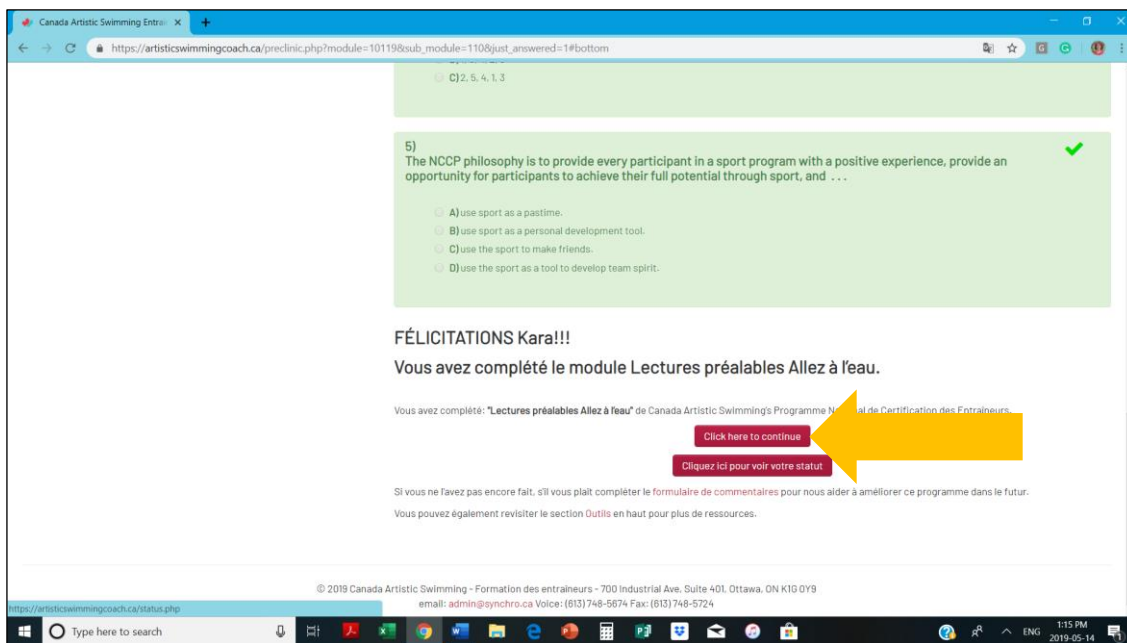 Canada Artistic Swimming Entraî
https://artisticswimmingcoach.ca/preclinic.php?module=10119&sub_module=110&just_answered=1#bottom
C) 2, 5, 4, 1, 3
5)
The NCCP philosophy is to provide every participant in a sport program with a positive experience, provide an
opportunity for participants to achieve their full potential through sport, and ...
A) use sport as a pastime.
B) use sport as a personal development tool.
C) use the sport to make friends.
D) use the sport as a tool to develop team spirit.
FÉLICITATIONS Kara!!!
Vous avez complété le module Lectures préalables Allez à l'eau.
Vous avez complété: "Lectures préalables Allez à l'eau" de Canada Artistic Swimming's Programme National de Certification des Entraîneurs.
Click here to continue
Cliquez ici pour voir votre statut
Si vous ne l'avez pas encore fait, s'il vous plaît compléter le formulaire de commentaires pour nous aider à améliorer ce programme dans le futur.
Vous pouvez également revisiter le section Outils en haut pour plus de ressources.
© 2019 Canada Artistic Swimming - Formation des entraîneurs - 700 Industrial Ave, Suite 401, Ottawa, ON K1G 0Y9
email: admin@synchro.ca Voice: (613) 748-5674 Fax: (613) 748-5724
https://artisticswimmingcoach.ca/status.php
Type here to search
ENG
1:15 PM
2019-05-14